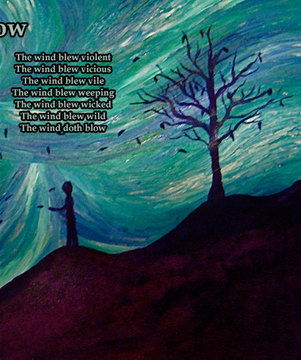 ow
The wind blew violent
The wind blew vicious
The wind blew vile
The wind blew weeping
The wind blew wicked
The wind blew wild
The wind doth blow